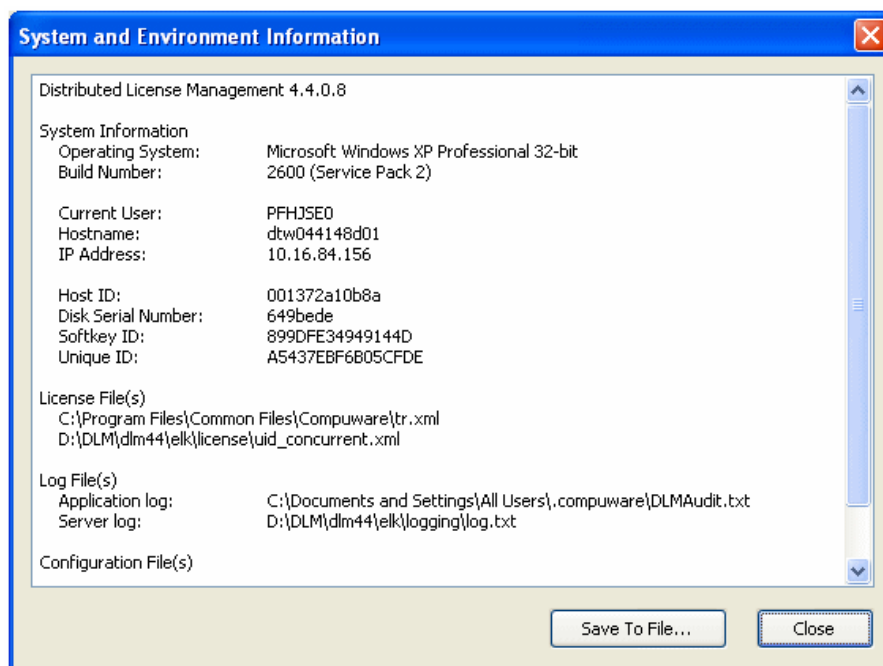 System and Environment Information
Distributed License Management 4.4.0.8
System Information
Operating System: Microsoft Windows XP Professional 32-bit
Build Number: 2600 (Service Pack 2)
Current User: PFHJSE0
Hostname: dtw044148d01
IP Address: 10.16.84.156
Host ID: 001372a10b8a
Disk Serial Number: 649bede
Softkey ID: 899DFE34949144D
Unique ID: A5437EBF6B05CFDE
License File(s)
C:\Program Files\Common Files\Compuware\tr.xml
D:\DLM\dlm44\elk\license\uid_concurrent.xml
Log File(s)
Application log: C:\Documents and Settings\All Users\.compuware\DLMAudit.txt
Server log: D:\DLM\dlm44\elk\logging\log.txt
Configuration File(s)
Save To File... Close